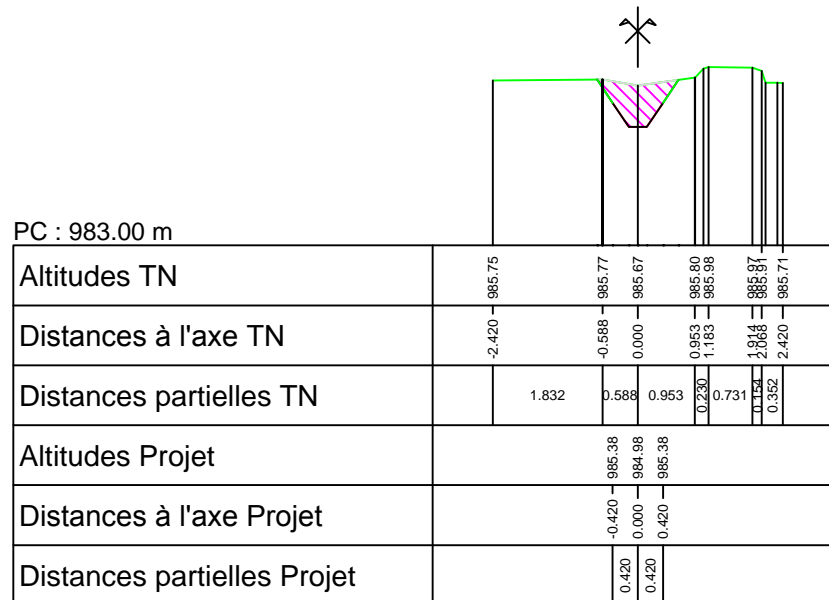 PC : 983.00 m
Altitudes TN 985.75 985.77 985.67 985.80 985.98 985.97 985.91 985.71
Distances à l'axe TN -2.420 -0.588 0.000 0.953 1.183 1.914 2.068 2.420
Distances partielles TN 1.832 0.588 0.953 0.230 0.731 0.154 0.352
Altitudes Projet 985.38 984.98 985.38
Distances à l'axe Projet -0.420 0.000 0.420
Distances partielles Projet 0.420 0.420